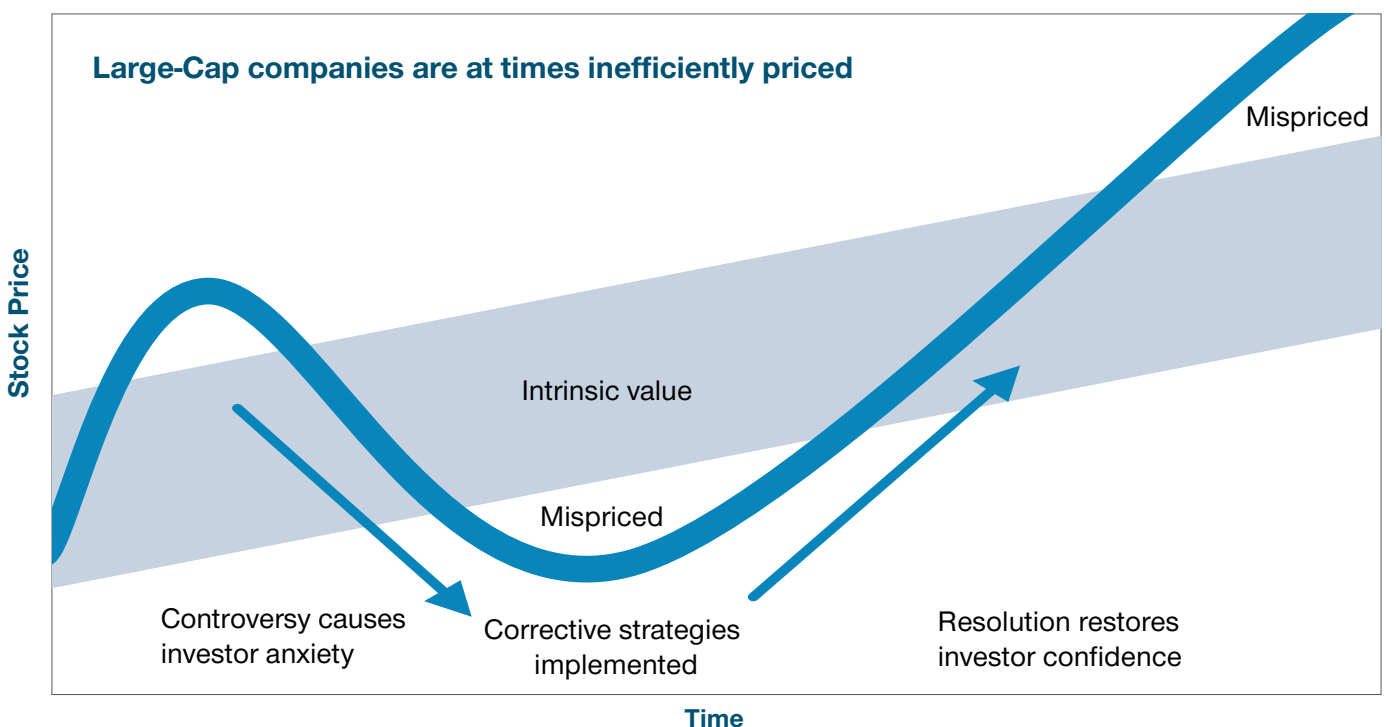 Large-Cap companies are at times inefficiently priced
Mispriced
Stock Price
Intrinsic value
Mispriced
Controversy causes
investor anxiety
Corrective strategies
implemented
Resolution restores
investor confidence
Time